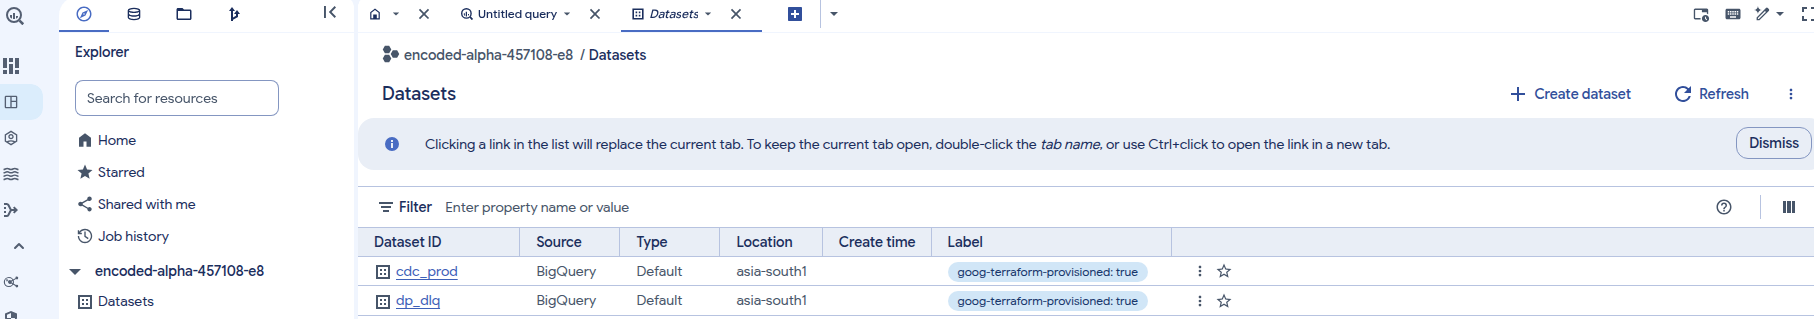 Untitled query
Datasets
Explorer
encoded-alpha-457108-e8 / Datasets
Search for resources
Datasets
Create dataset
Refresh
Clicking a link in the list will replace the current tab. To keep the current tab open, double-click the tab name, or use Ctrl+click to open the link in a new tab.
Dismiss
Home
Starred
Shared with me
Filter Enter property name or value
Job history
Dataset ID Source Type Location Create time Label
encoded-alpha-457108-e8
cdc_prod BigQuery Default asia-south1 goog-terraform-provisioned: true
Datasets
dp_dlq BigQuery Default asia-south1 goog-terraform-provisioned: true